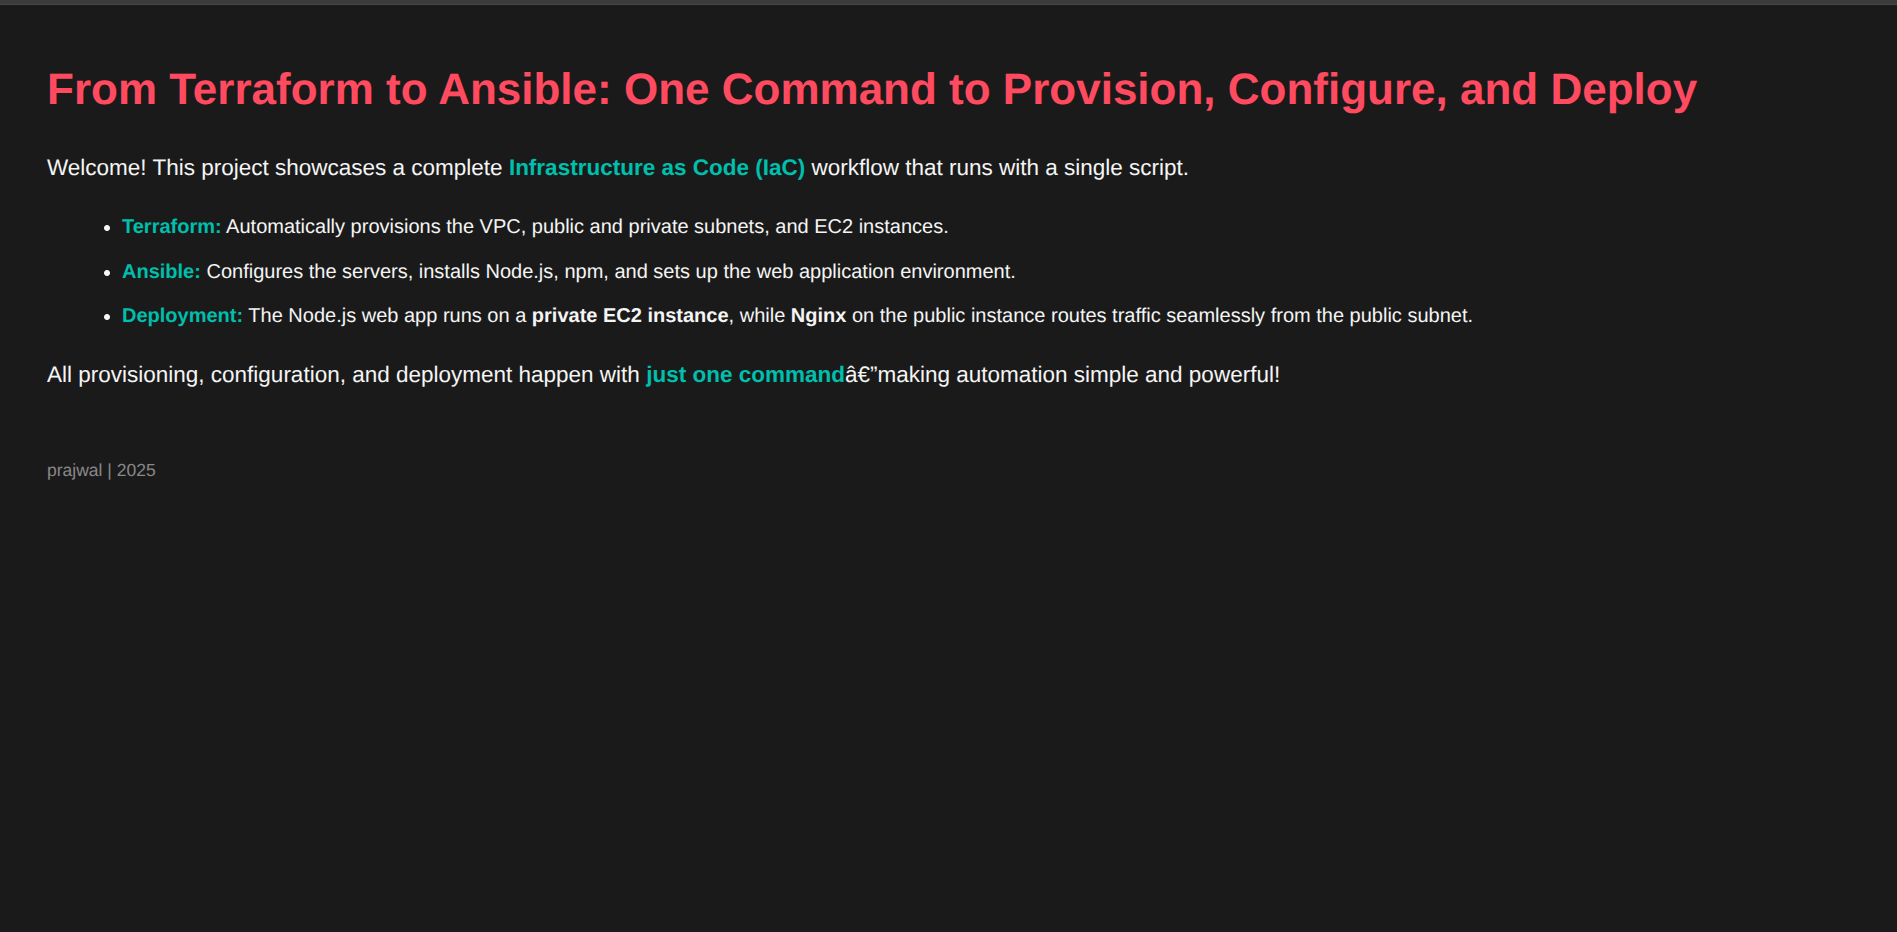 From Terraform to Ansible: One Command to Provision, Configure, and Deploy
Welcome! This project showcases a complete Infrastructure as Code (IaC) workflow that runs with a single script.
• Terraform: Automatically provisions the VPC, public and private subnets, and EC2 instances.
• Ansible: Configures the servers, installs Node.js, npm, and sets up the web application environment.
• Deployment: The Node.js web app runs on a private EC2 instance, while Nginx on the public instance routes traffic seamlessly from the public subnet.
All provisioning, configuration, and deployment happen with just one commandâ€”making automation simple and powerful!
prajwal | 2025